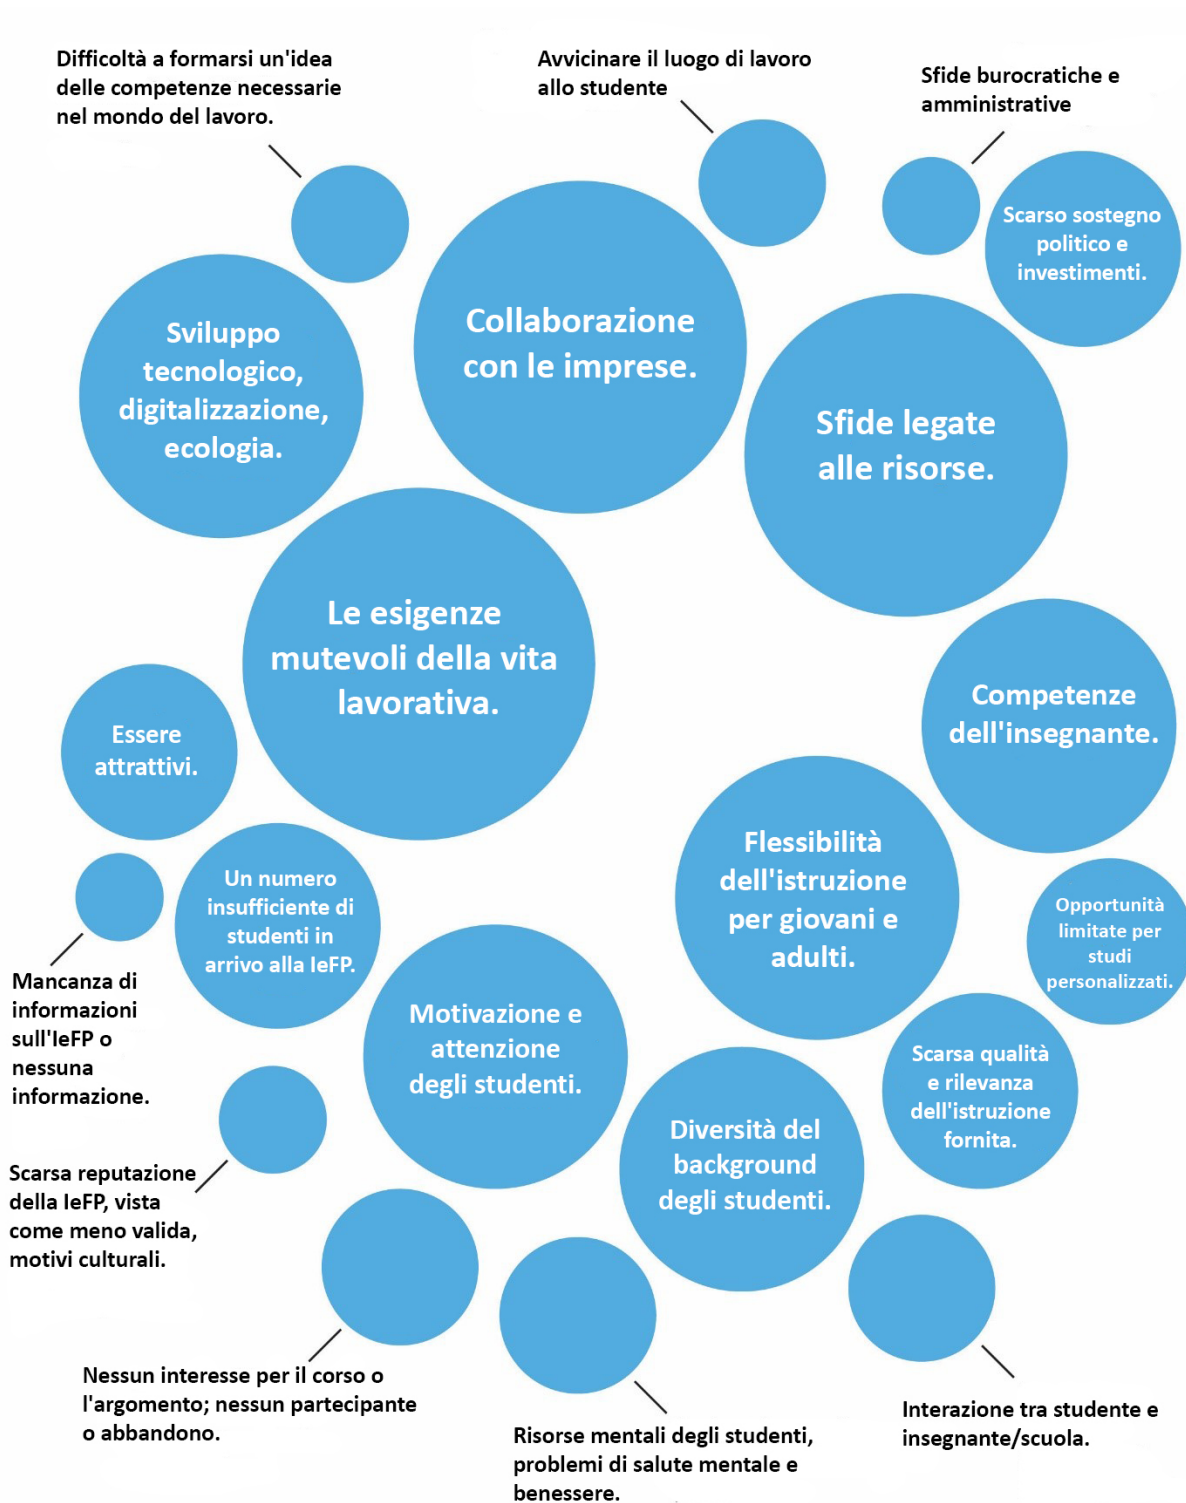 Difficoltà a formarsi un'idea
delle competenze necessarie
nel mondo del lavoro.
Avvicinare il luogo di lavoro
allo studente
Sfide burocratiche e
amministrative
Scarso sostegno
politico e
investimenti.
Sviluppo
tecnologico,
digitalizzazione,
ecologia.
Collaborazione
con le imprese.
Sfide legate
alle risorse.
Le esigenze
mutevoli della vita
lavorativa.
Competenze
dell'insegnante.
Essere
attrattivi.
Flessibilità
dell'istruzione
per giovani e
adulti.
Un numero
insufficiente di
studenti in
arrivo alla IeFP.
Opportunità
limitate per
studi
personalizzati.
Mancanza di
informazioni
sull'IeFP o
nessuna
informazione.
Motivazione e
attenzione
degli studenti.
Scarsa qualità
e rilevanza
dell'istruzione
fornita.
Diversità del
background
degli studenti.
Scarsa reputazione
della IeFP, vista
come meno valida,
motivi culturali.
Nessun interesse per il corso o
l'argomento; nessun partecipante
o abbandono.
Risorse mentali degli studenti,
problemi di salute mentale e
benessere.
Interazione tra studente e
insegnante/scuola.